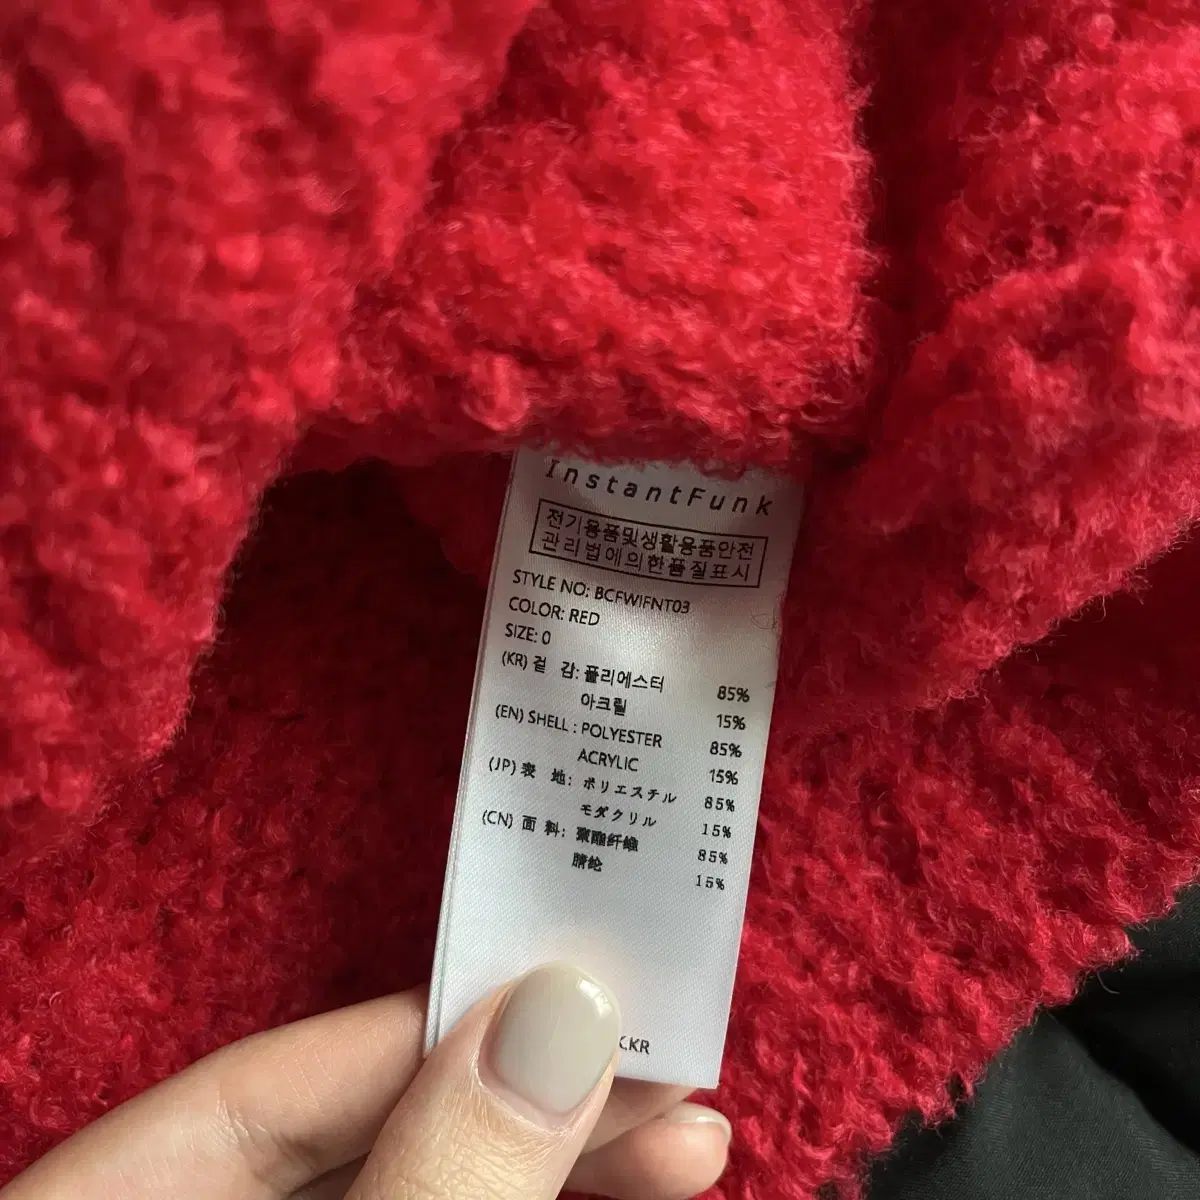 InstantFunk
전기용품및생활용품안전
관리법에의한품질표시
STYLE NO: BCFWIFNT03
COLOR: RED
SIZE: 0
(KR) 겉 감: 폴리에스터 85%
아크릴 15%
(EN) SHELL : POLYESTER 85%
ACRYLIC 15%
(JP) 表 地: ポリエステル 85%
モダクリル 15%
(CN) 面 料: 聚酯纤维 85%
腈纶 15%
.KR